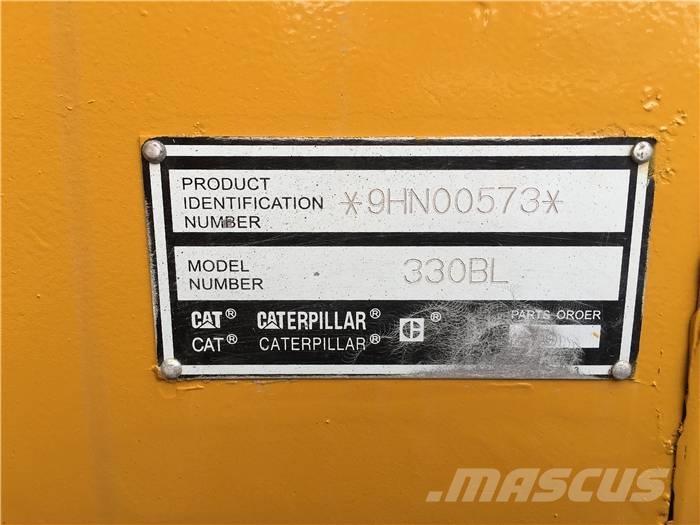 PRODUCT
IDENTIFICATION
NUMBER
*9HN00573*
MODEL
NUMBER
330BL
CAT® CATERPILLAR® C ®
CAT® CATERPILLAR®
PARTS OROER
MASCUS